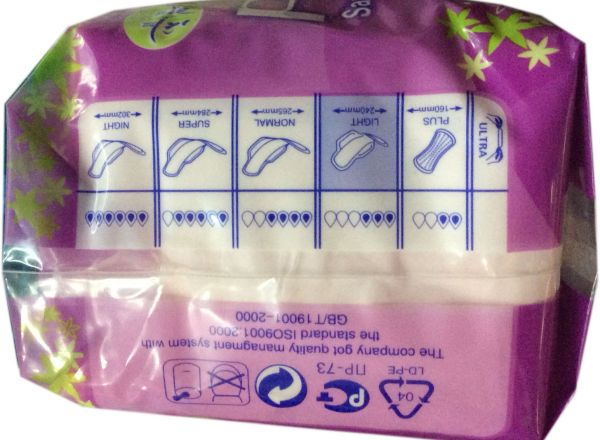 04
LD-PE
РС
ПР-73
The company got quality managment system with
the standard ISO9001:2000
GB/T 19001-2000
ULTRA
PLUS LIGHT NORMAL SUPER NIGHT
160mm 240mm 265mm 284mm 302mm